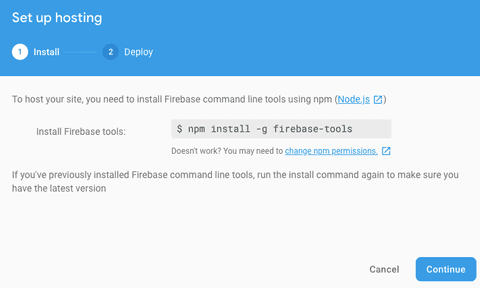 Set up hosting
1 Install 2 Deploy
To host your site, you need to install Firebase command line tools using npm (Node.js)
Install Firebase tools: $ npm install -g firebase-tools
Doesn't work? You may need to change npm permissions.
If you've previously installed Firebase command line tools, run the install command again to make sure you
have the latest version
Cancel Continue